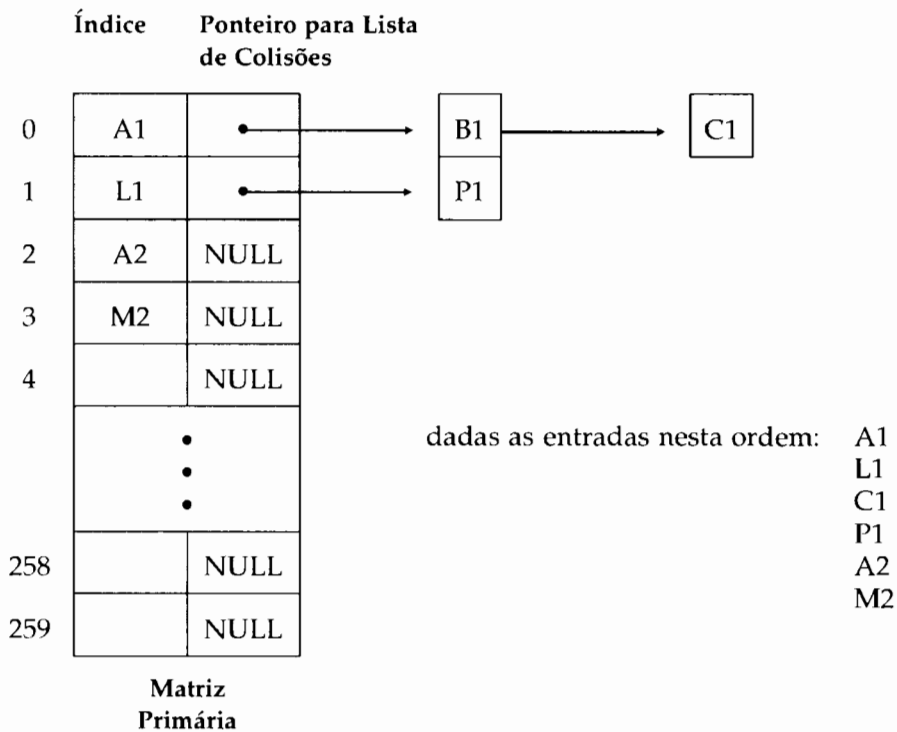 Índice Ponteiro para Lista
de Colisões
0 A1 B1 C1
1 L1 P1
2 A2 NULL
3 M2 NULL
4 NULL
dadas as entradas nesta ordem: A1
L1
C1
P1
A2
M2
258 NULL
259 NULL
Matriz
Primária